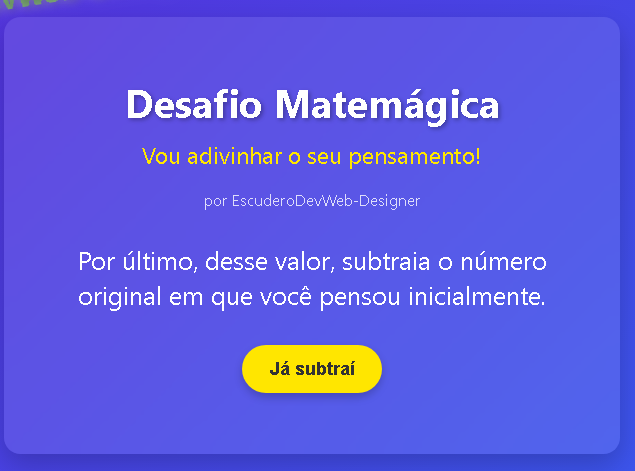 Desafio Matemágica
Vou adivinhar o seu pensamento!
por EscuderoDevWeb-Designer
Por último, desse valor, subtraia o número
original em que você pensou inicialmente.
Já subtraí